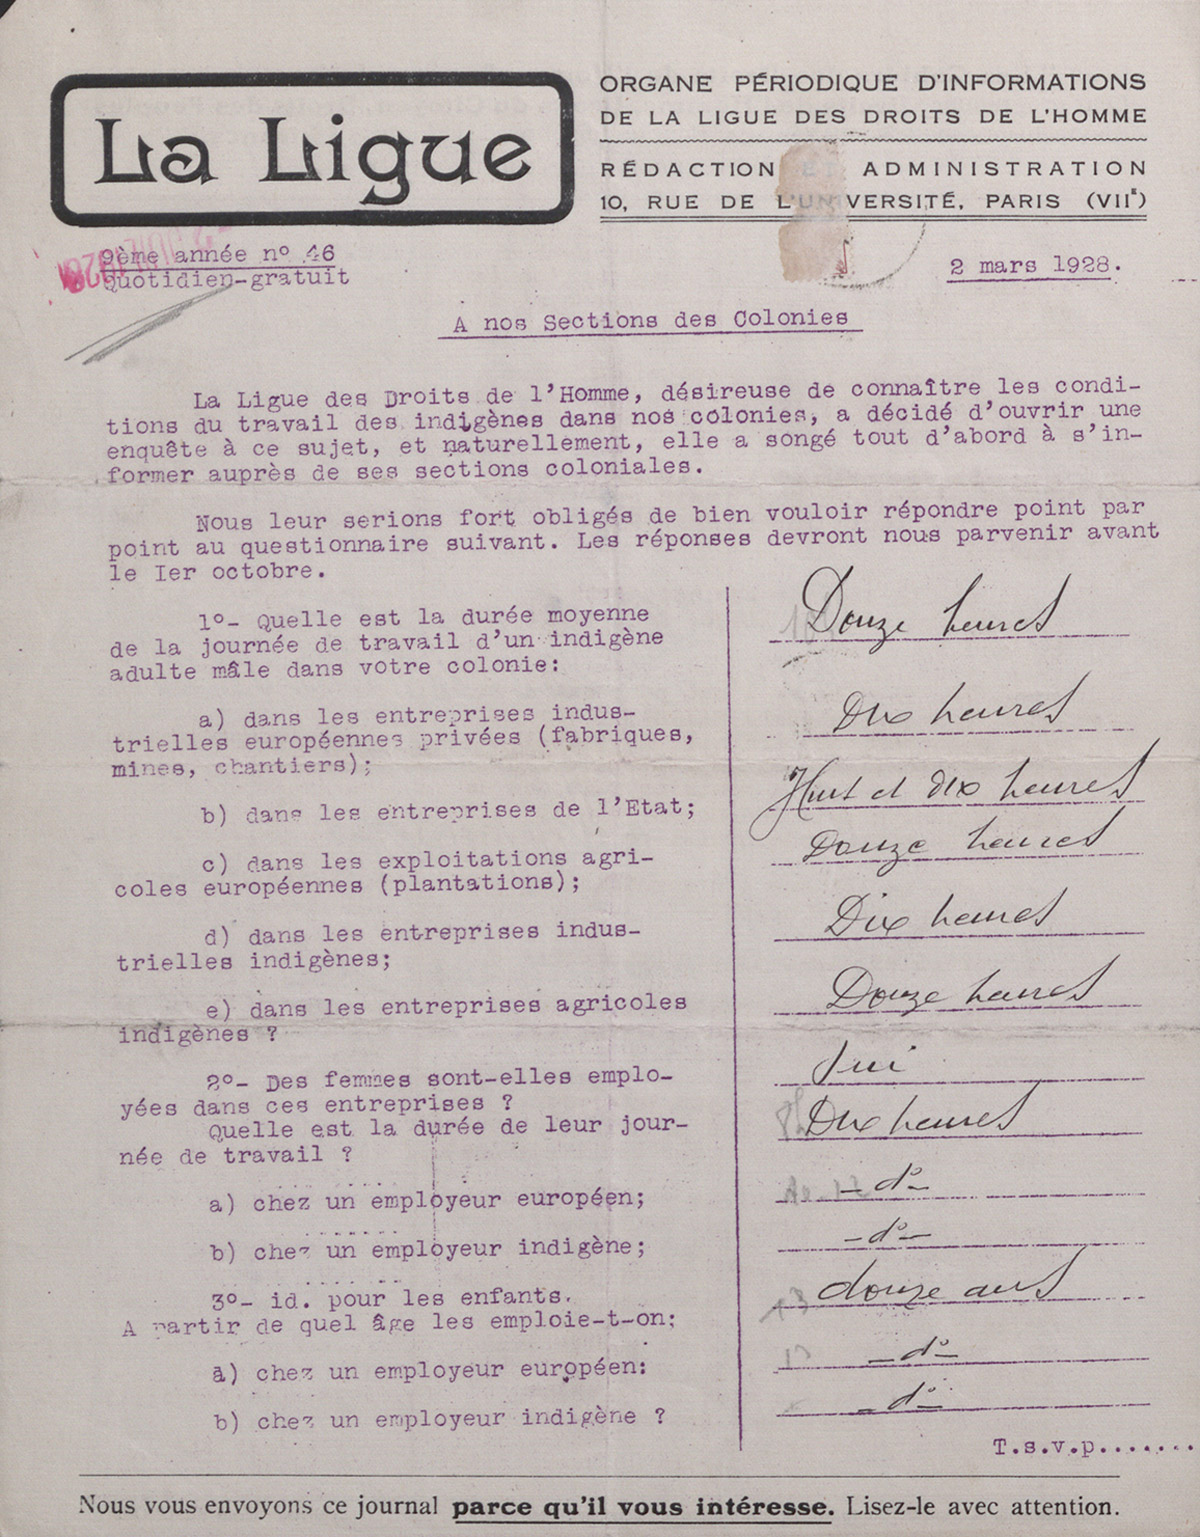 La Ligue
ORGANE PÉRIODIQUE D'INFORMATIONS
DE LA LIGUE DES DROITS DE L'HOMME
RÉDACTION ET ADMINISTRATION
10, RUE DE L'UNIVERSITÉ, PARIS (VIIe)
9ème année nº 46
Quotidien-gratuit
2 mars 1928.
A nos Sections des Colonies
La Ligue des Droits de l'Homme, désireuse de connaître les condi-
tions du travail des indigènes dans nos colonies, a décidé d'ouvrir une
enquête à ce sujet, et naturellement, elle a songé tout d'abord à s'in-
former auprès de ses sections coloniales.
Nous leur serions fort obligés de bien vouloir répondre point par
point au questionnaire suivant. Les réponses devront nous parvenir avant
le Ier octobre.
1º- Quelle est la durée moyenne
de la journée de travail d'un indigène
adulte mâle dans votre colonie:
Douze heures
a) dans les entreprises indus-
trielles européennes privées (fabriques,
mines, chantiers);
Dix heures
b) dans les entreprises de l'Etat;
Huit et dix heures
c) dans les exploitations agri-
coles européennes (plantations);
Douze heures
d) dans les entreprises indus-
trielles indigènes;
Dix heures
e) dans les entreprises agricoles
indigènes ?
Douze heures
2º- Des femmes sont-elles emplo-
yées dans ces entreprises ?
Oui
Quelle est la durée de leur jour-
née de travail ?
Dix heures
a) chez un employeur européen;
- dº -
b) chez un employeur indigène;
- dº -
3º- id. pour les enfants.
A partir de quel âge les emploie-t-on:
douze ans
a) chez un employeur européen:
- dº -
b) chez un employeur indigène ?
- dº -
T.s.v.p.......
Nous vous envoyons ce journal parce qu'il vous intéresse. Lisez-le avec attention.